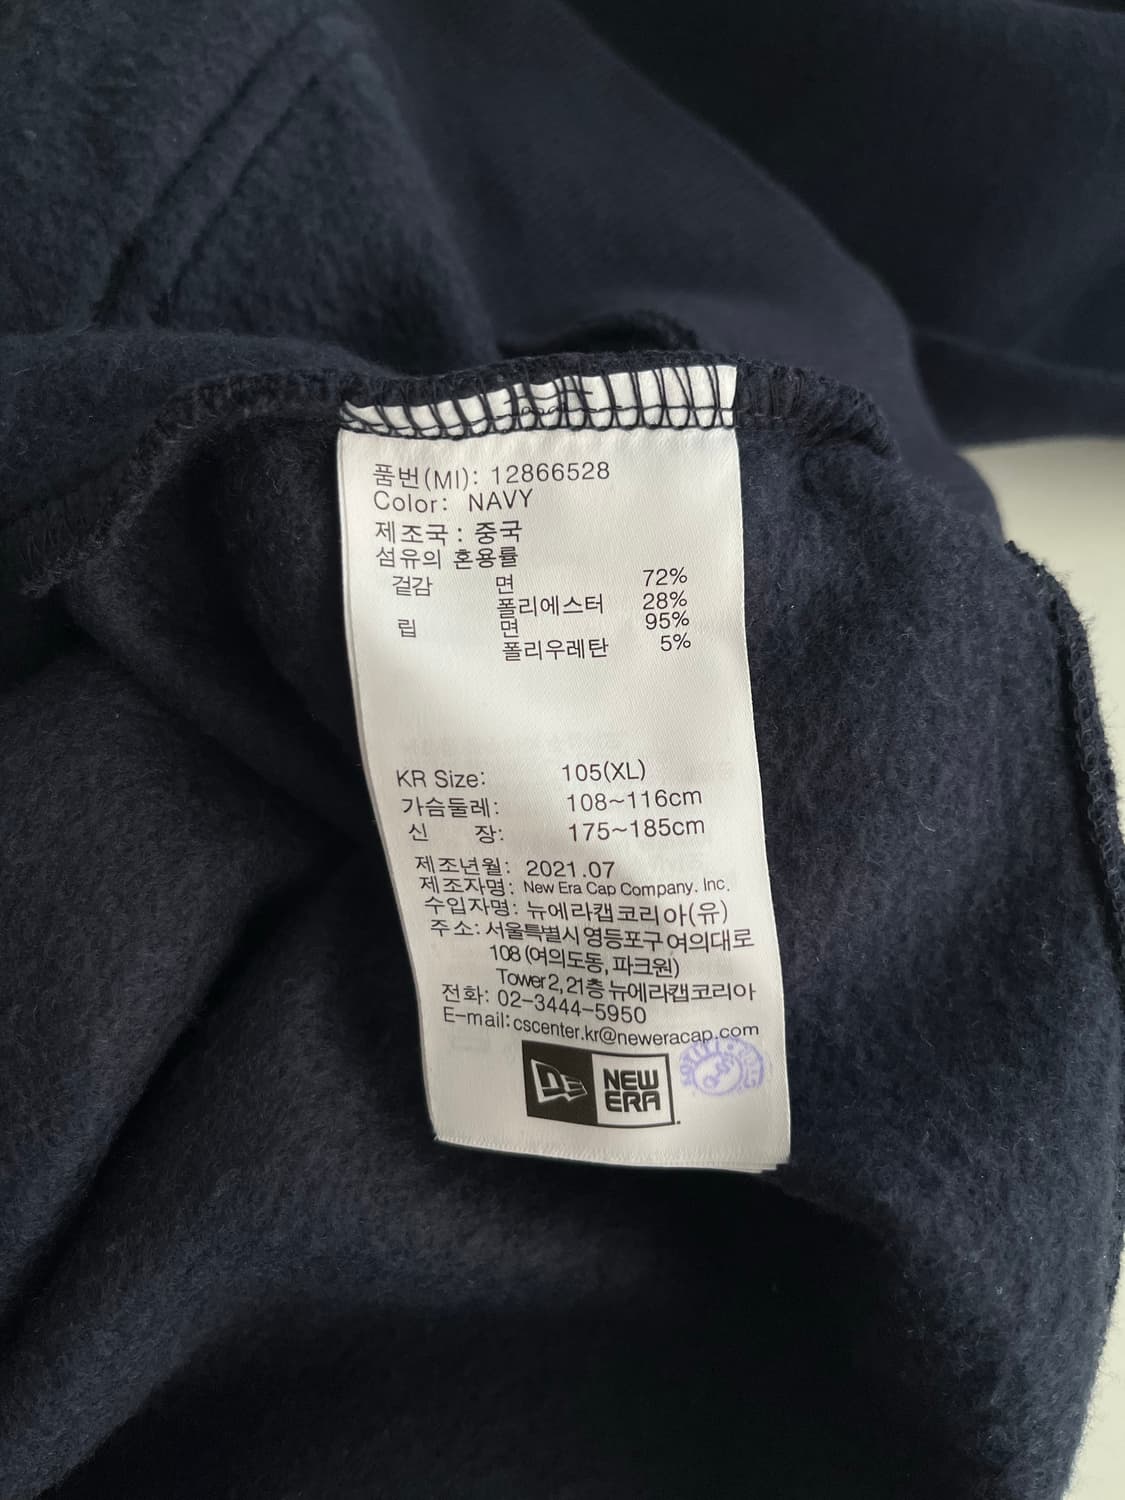 품번(MI): 12866528
Color: NAVY
제조국 : 중국
섬유의 혼용률
겉감 면 72%
폴리에스터 28%
립 면 95%
폴리우레탄 5%
KR Size: 105(XL)
가슴둘레: 108~116cm
신 장: 175~185cm
제조년월: 2021.07
제조자명: New Era Cap Company. Inc.
수입자명: 뉴에라캡코리아(유)
주소: 서울특별시 영등포구 여의대로
108 (여의도동, 파크원)
Tower 2, 21층 뉴에라캡코리아
전화: 02-3444-5950
E-mail:cscenter.kr@neweracap.com
NEW
ERA